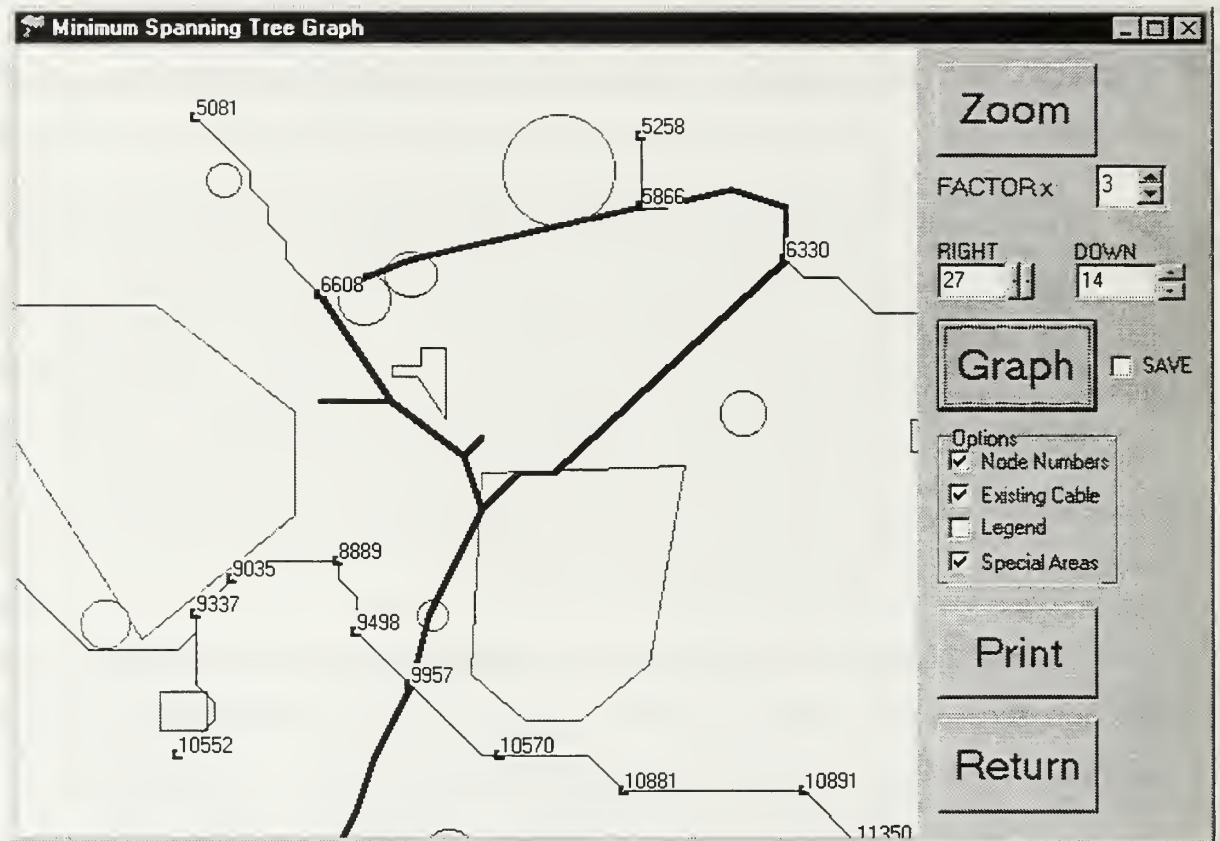 Minimum Spanning Tree Graph
5081
5258
5866
6330
6608
8889
9035
9337
9498
9957
10552
10570
10881
10891
11350
Zoom
FACTOR x 3
RIGHT DOWN
27 14
Graph SAVE
Options
Node Numbers
Existing Cable
Legend
Special Areas
Print
Return